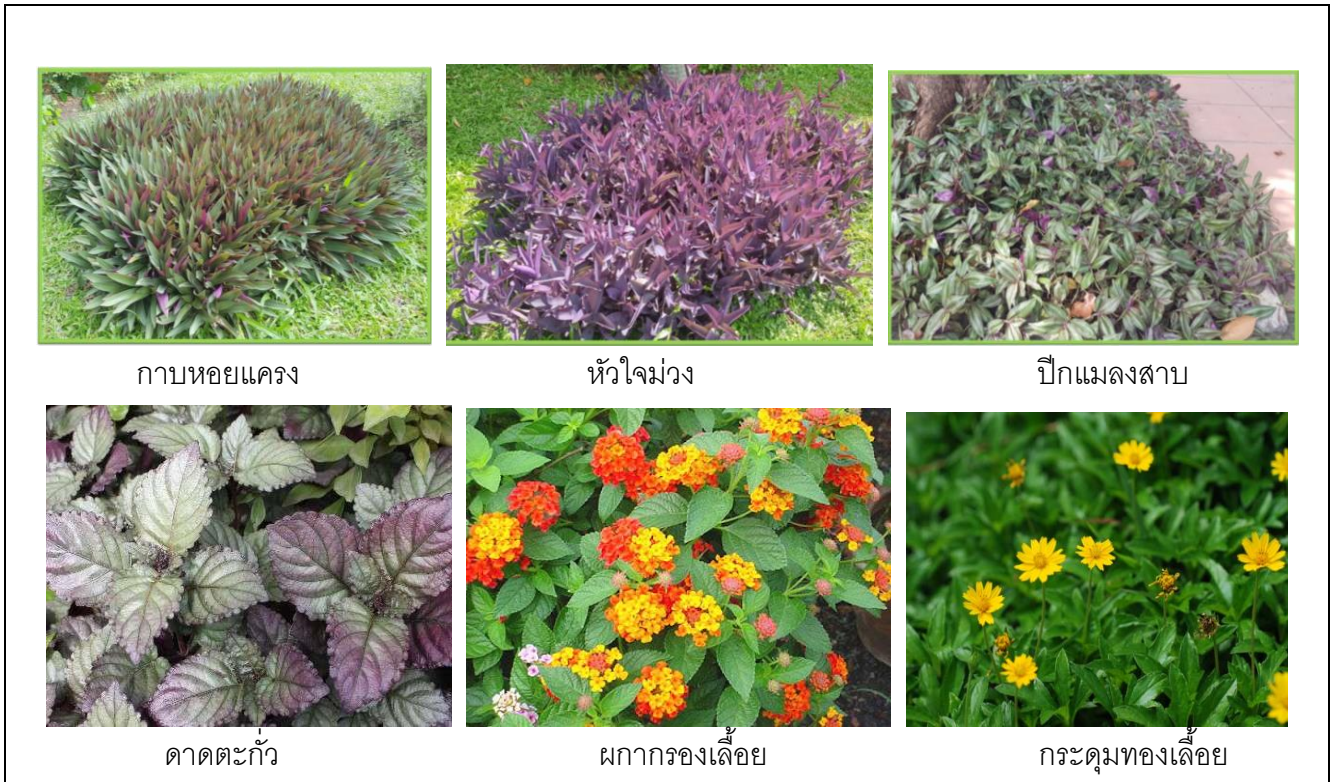 กาบหอยแครง หัวใจม่วง ปีกแมลงสาบ
ดาดตะกั่ว ผกากรองเลื้อย กระดุมทองเลื้อย